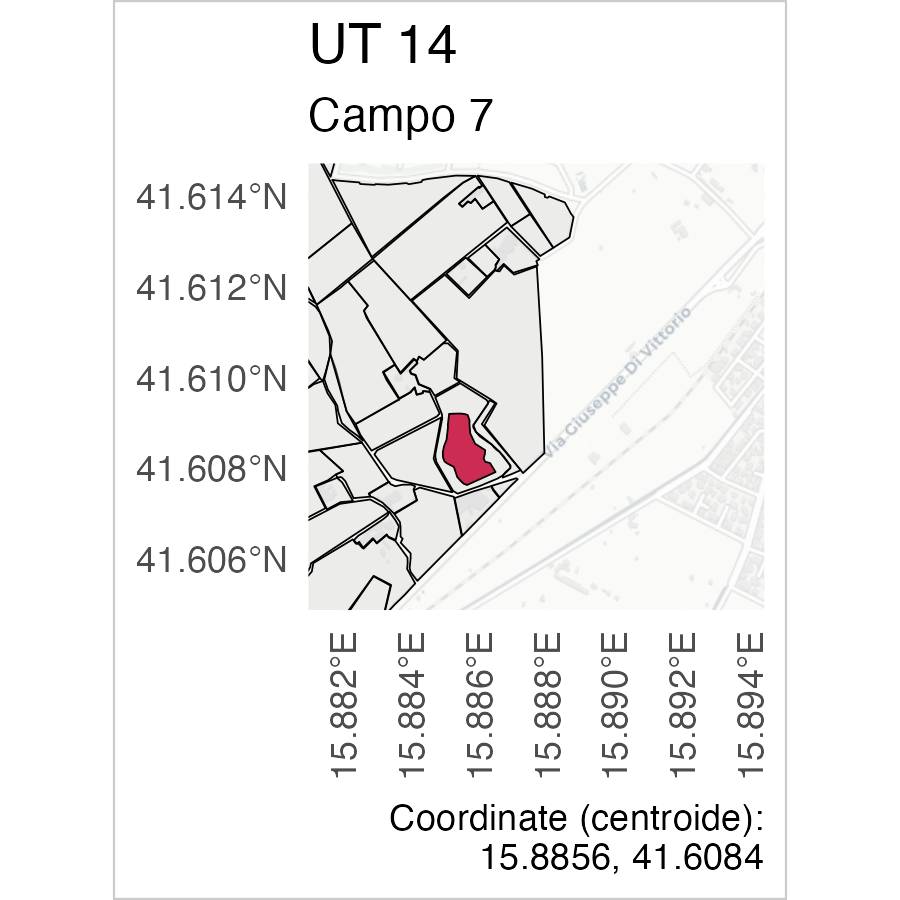 UT 14
Campo 7
41.614°N
41.612°N
41.610°N
41.608°N
41.606°N
Via Giuseppe Di Vittorio
15.882°E
15.884°E
15.886°E
15.888°E
15.890°E
15.892°E
15.894°E
Coordinate (centroide):
15.8856, 41.6084